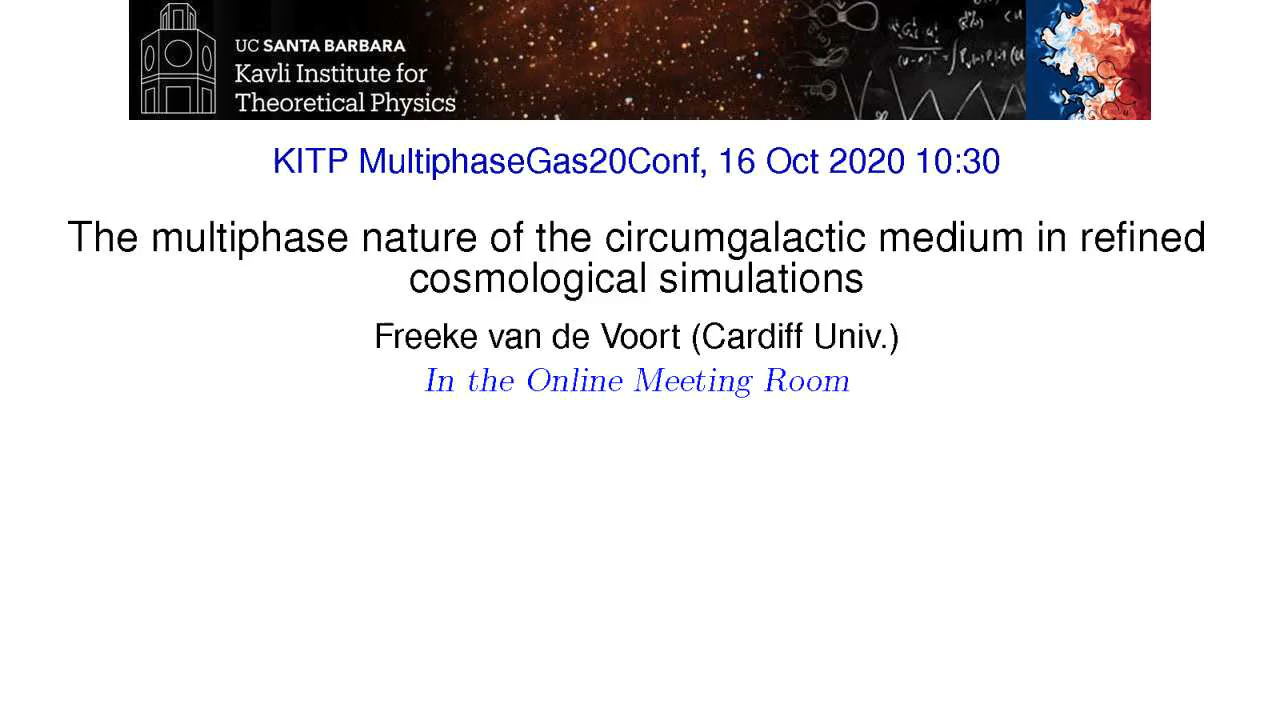 UC SANTA BARBARA
Kavli Institute for
Theoretical Physics
KITP MultiphaseGas20Conf, 16 Oct 2020 10:30
The multiphase nature of the circumgalactic medium in refined
cosmological simulations
Freeke van de Voort (Cardiff Univ.)
In the Online Meeting Room